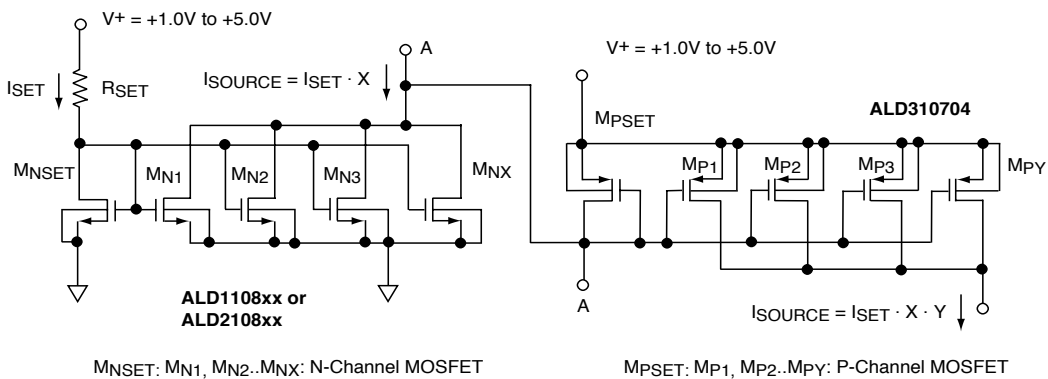 V+ = +1.0V to +5.0V
ISET
RSET
ISOURCE = ISET · X
A
MNSET
MN1
MN2
MN3
MNX
ALD1108xx or
ALD2108xx
MNSET: MN1, MN2..MNX: N-Channel MOSFET
V+ = +1.0V to +5.0V
MPSET
ALD310704
MP1
MP2
MP3
MPY
A
ISOURCE = ISET · X · Y
MPSET: MP1, MP2..MPY: P-Channel MOSFET